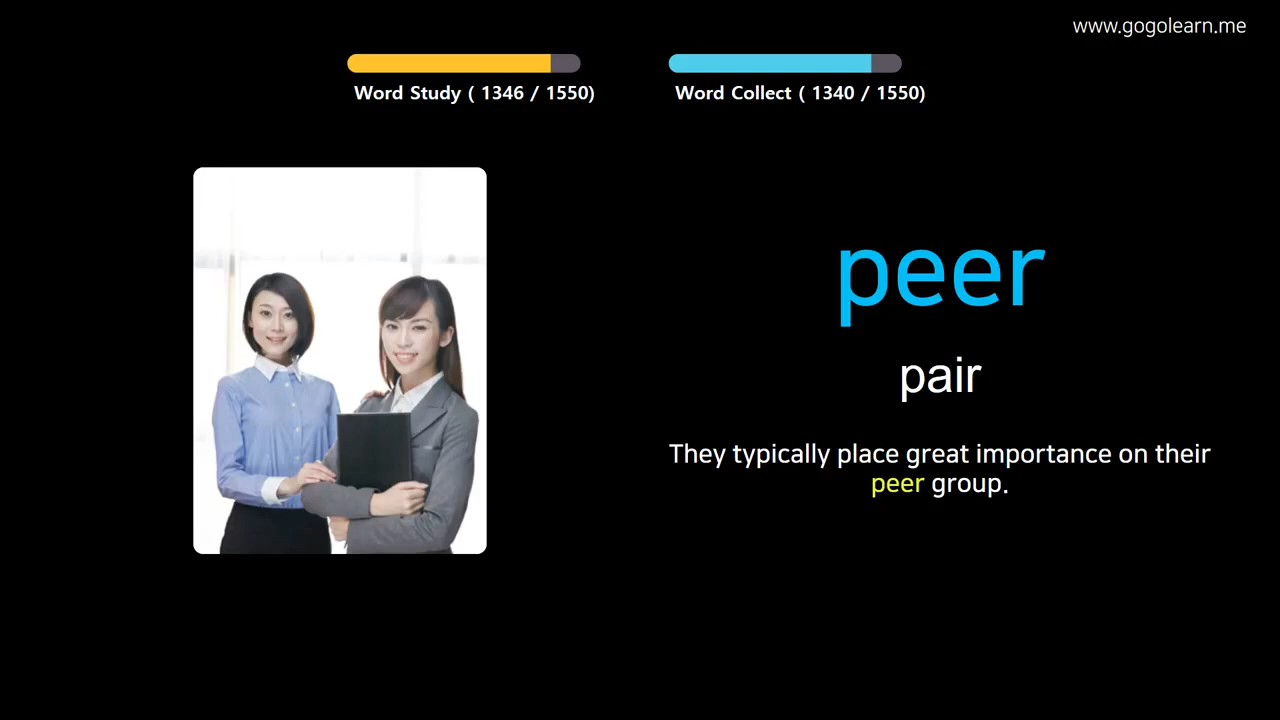 www.gogolearn.me
Word Study ( 1346 / 1550)
Word Collect ( 1340 / 1550)
peer
pair
They typically place great importance on their
peer group.